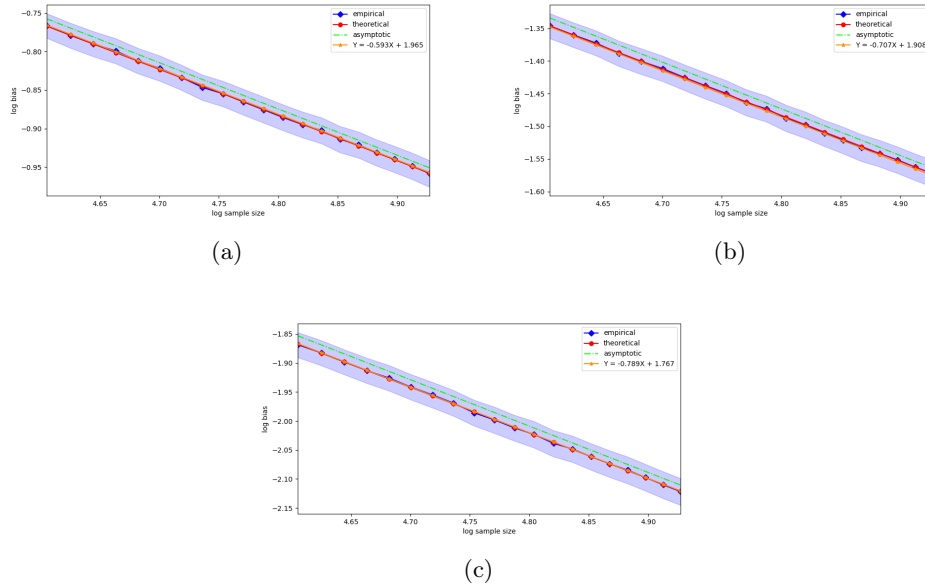 −0.75
−0.80
−0.85
−0.90
−0.95
log bias
4.65 4.70 4.75 4.80 4.85 4.90
log sample size
empirical
theoretical
asymptotic
Y = -0.593X + 1.965
(a)
−1.35
−1.40
−1.45
−1.50
−1.55
−1.60
log bias
4.65 4.70 4.75 4.80 4.85 4.90
log sample size
empirical
theoretical
asymptotic
Y = -0.707X + 1.908
(b)
−1.85
−1.90
−1.95
−2.00
−2.05
−2.10
−2.15
log bias
4.65 4.70 4.75 4.80 4.85 4.90
log sample size
empirical
theoretical
asymptotic
Y = -0.789X + 1.767
(c)